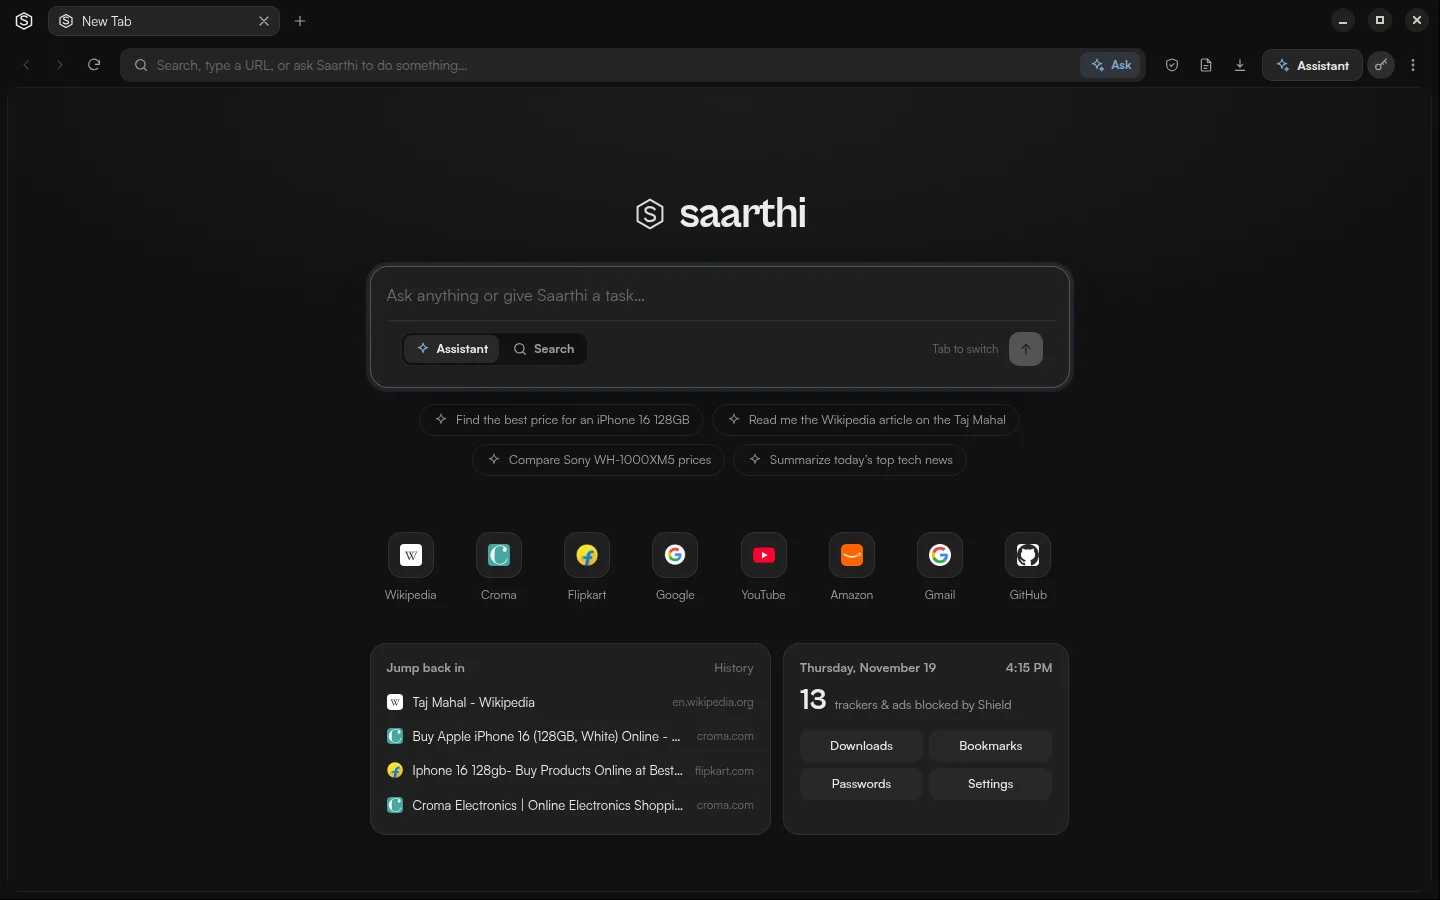 New Tab
Search, type a URL, or ask Saarthi to do something...
Ask
Assistant
saarthi
Ask anything or give Saarthi a task...
Assistant
Search
Tab to switch
Find the best price for an iPhone 16 128GB
Read me the Wikipedia article on the Taj Mahal
Compare Sony WH-1000XM5 prices
Summarize today's top tech news
Wikipedia
Croma
Flipkart
Google
YouTube
Amazon
Gmail
GitHub
Jump back in
History
Taj Mahal - Wikipedia
en.wikipedia.org
Buy Apple iPhone 16 (128GB, White) Online - ...
croma.com
Iphone 16 128gb- Buy Products Online at Best...
flipkart.com
Croma Electronics | Online Electronics Shoppi...
croma.com
Thursday, November 19
4:15 PM
13 trackers & ads blocked by Shield
Downloads
Bookmarks
Passwords
Settings